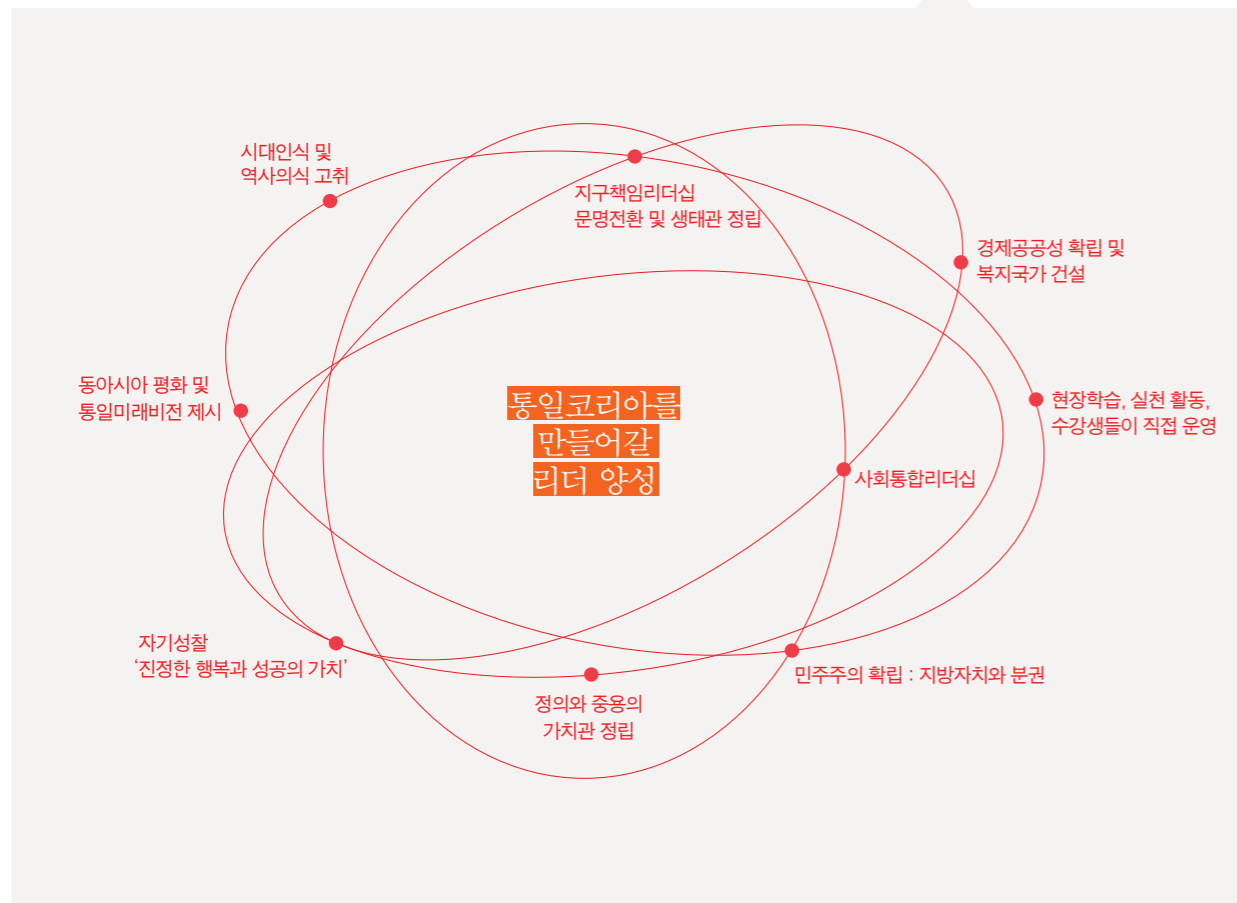 시대인식 및
역사의식 고취
지구책임리더십
문명전환 및 생태관 정립
경제공공성 확립 및
복지국가 건설
동아시아 평화 및
통일미래비전 제시
통일코리아를
만들어갈
리더 양성
현장학습, 실천 활동,
수강생들이 직접 운영
사회통합리더십
자기성찰
‘진정한 행복과 성공의 가치’
정의와 중용의
가치관 정립
민주주의 확립 : 지방자치와 분권